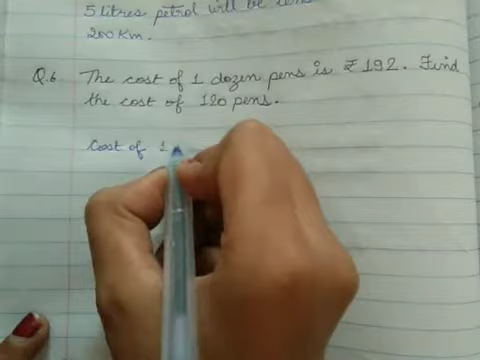 5 litres petrol will be
200 Km.
Q.6. The cost of 1 dozen pens is ₹ 192. Find
the cost of 120 pens.
Cost of 1